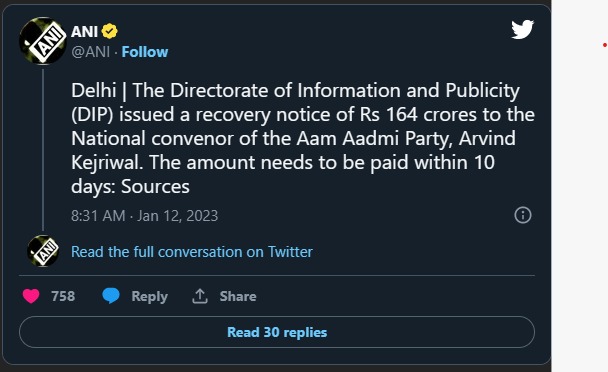 ANI
@ANI · Follow
Delhi | The Directorate of Information and Publicity
(DIP) issued a recovery notice of Rs 164 crores to the
National convenor of the Aam Aadmi Party, Arvind
Kejriwal. The amount needs to be paid within 10
days: Sources
8:31 AM · Jan 12, 2023
ANI
Read the full conversation on Twitter
758 Reply Share
Read 30 replies